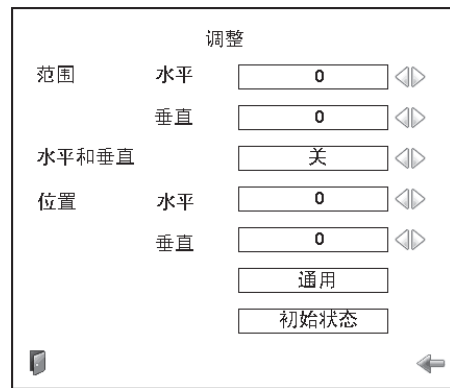 调整
范围 水平 0
垂直 0
水平和垂直 关
位置 水平 0
垂直 0
通用
初始状态